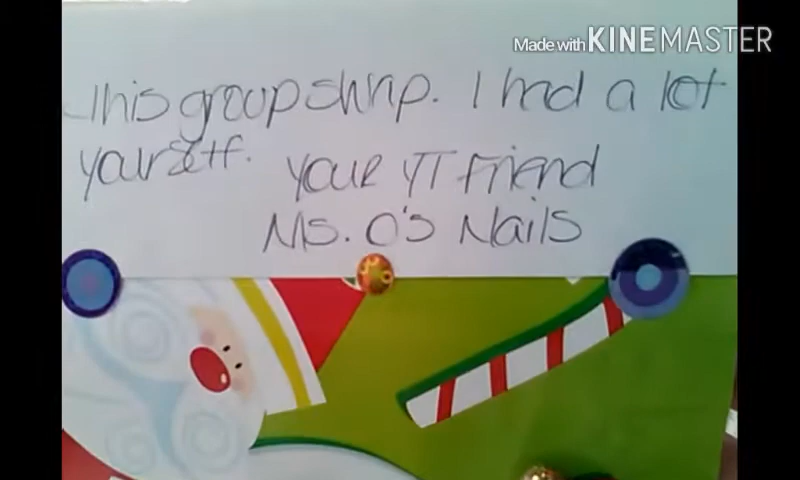 Made with KINEMASTER
This group swap. I had a lot
yourself. Your YT Friend
Ms. O's Nails